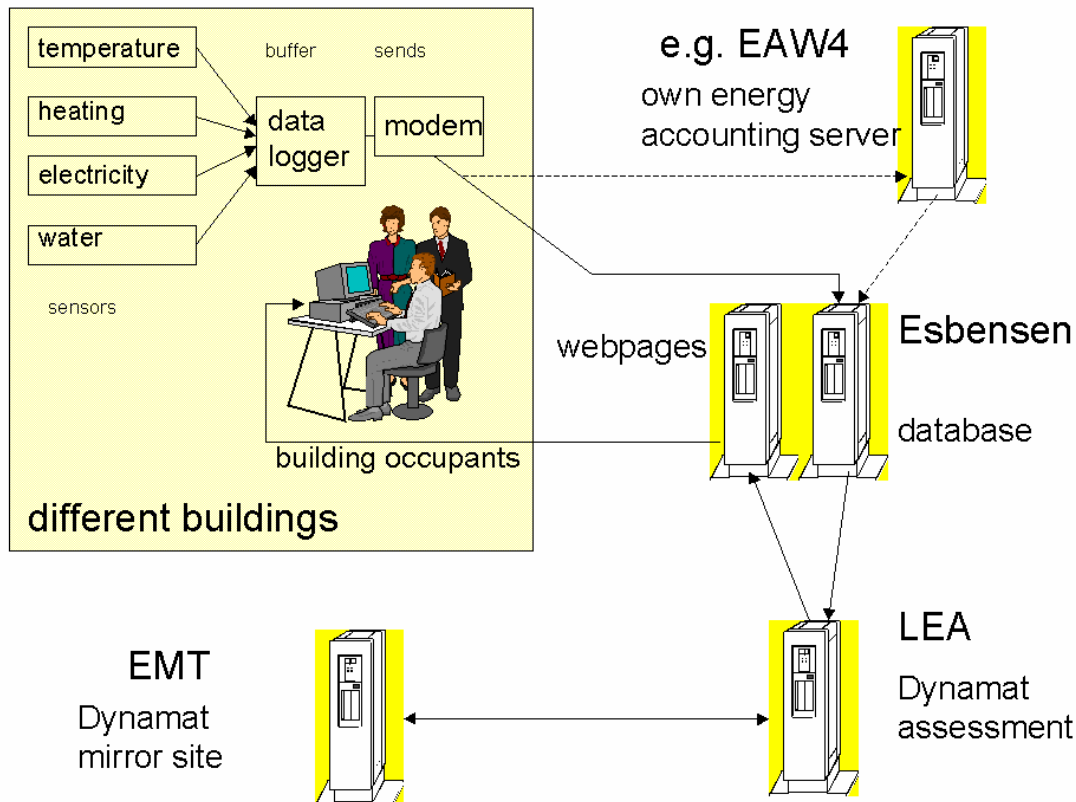 temperature
buffer
sends
heating
data
logger
modem
electricity
water
sensors
building occupants
different buildings
e.g. EAW4
own energy
accounting server
webpages
Esbensen
database
EMT
Dynamat
mirror site
LEA
Dynamat
assessment